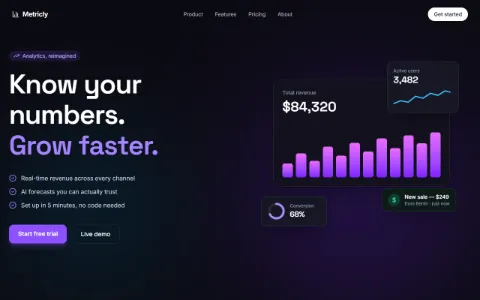 Metricly
Product
Features
Pricing
About
Get started
Analytics, reimagined
Know your
numbers.
Grow faster.
Real-time revenue across every channel
AI forecasts you can actually trust
Set up in 5 minutes, no code needed
Start free trial
Live demo
Active users
3,482
Total revenue
$84,320
Conversion
68%
New sale — $249
$